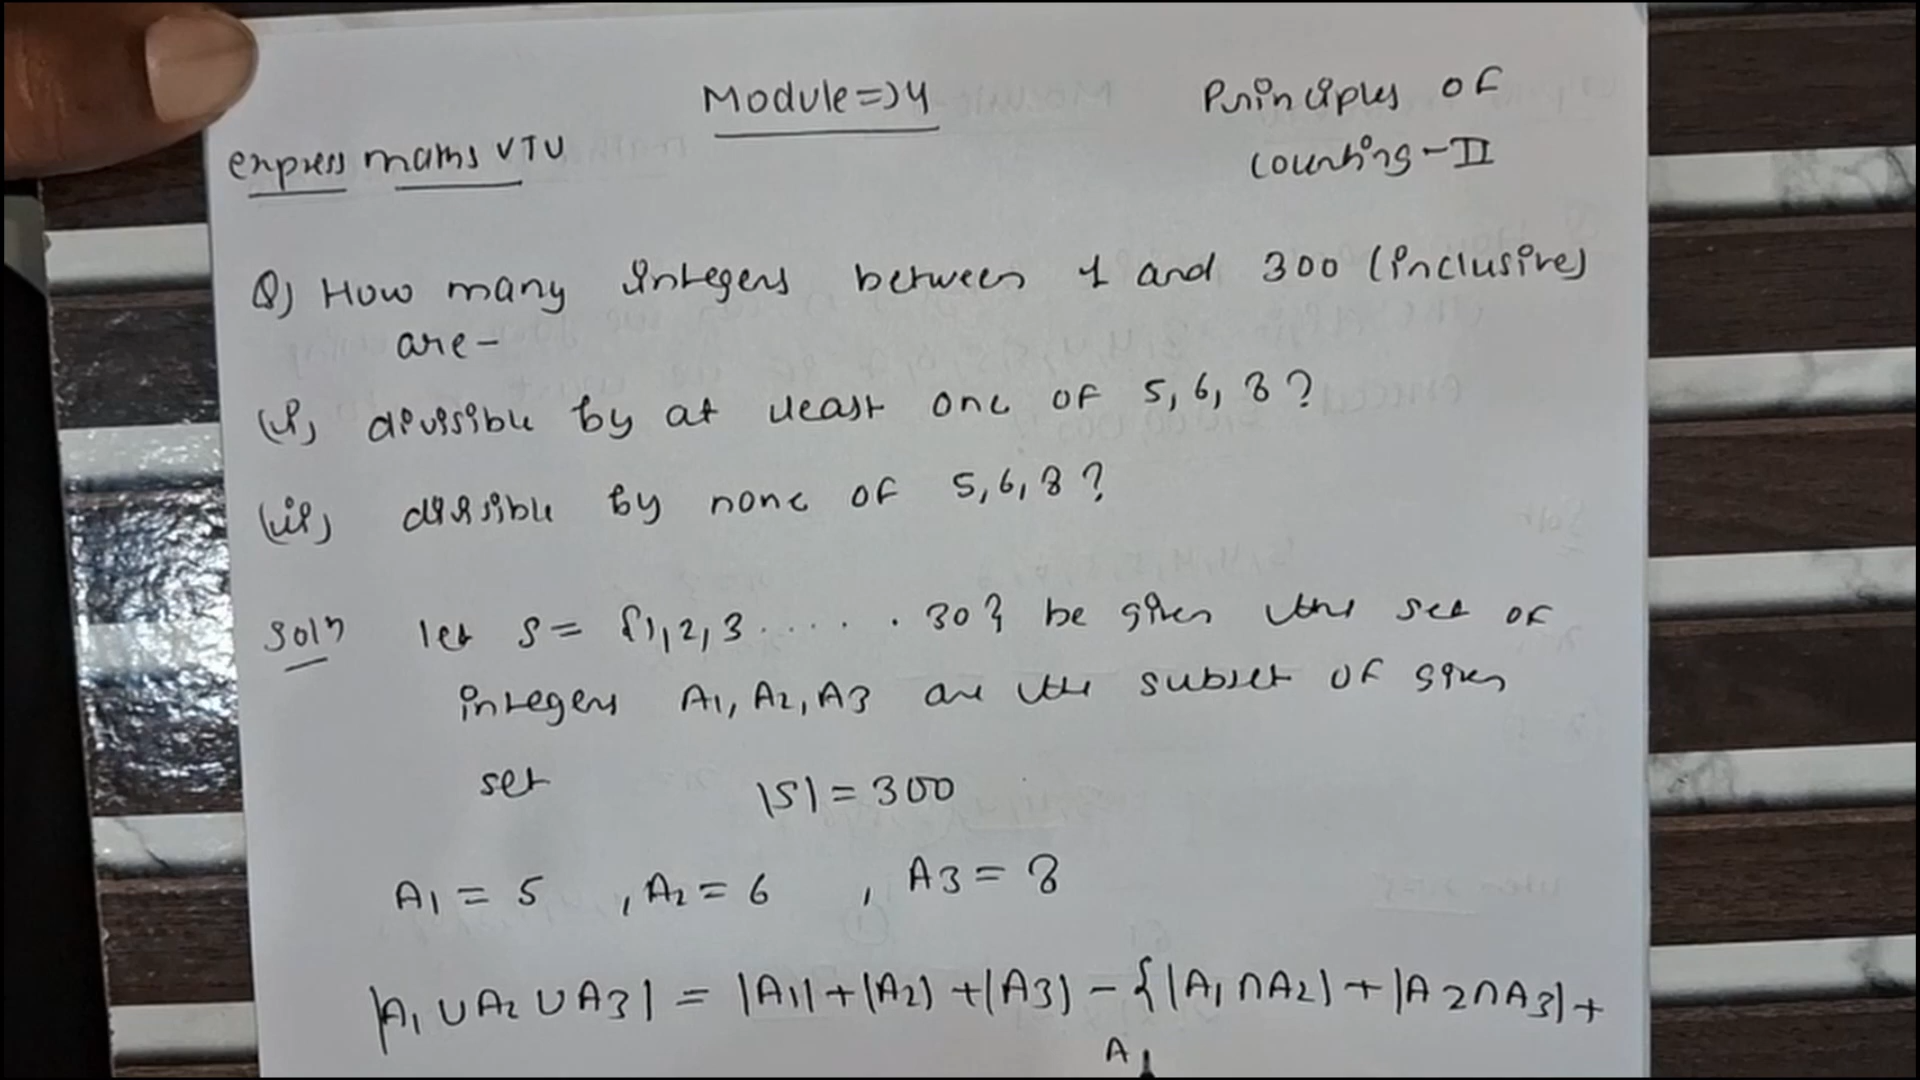 Module=>4
Principles of
counting-II
express maths VTU
Q) How many integers between 1 and 300 (inclusive)
are-
(i) divisible by at least one of 5, 6, 8?
(ii) divisible by none of 5, 6, 8?
Soln let S= {1, 2, 3 ..... 30} be given the set of
integers A1, A2, A3 are the subset of given
set |S| = 300
A1 = 5 , A2 = 6 , A3 = 8
|A1 ∪ A2 ∪ A3| = |A1| + |A2| + |A3| - {|A1 ∩ A2| + |A2 ∩ A3| +
A